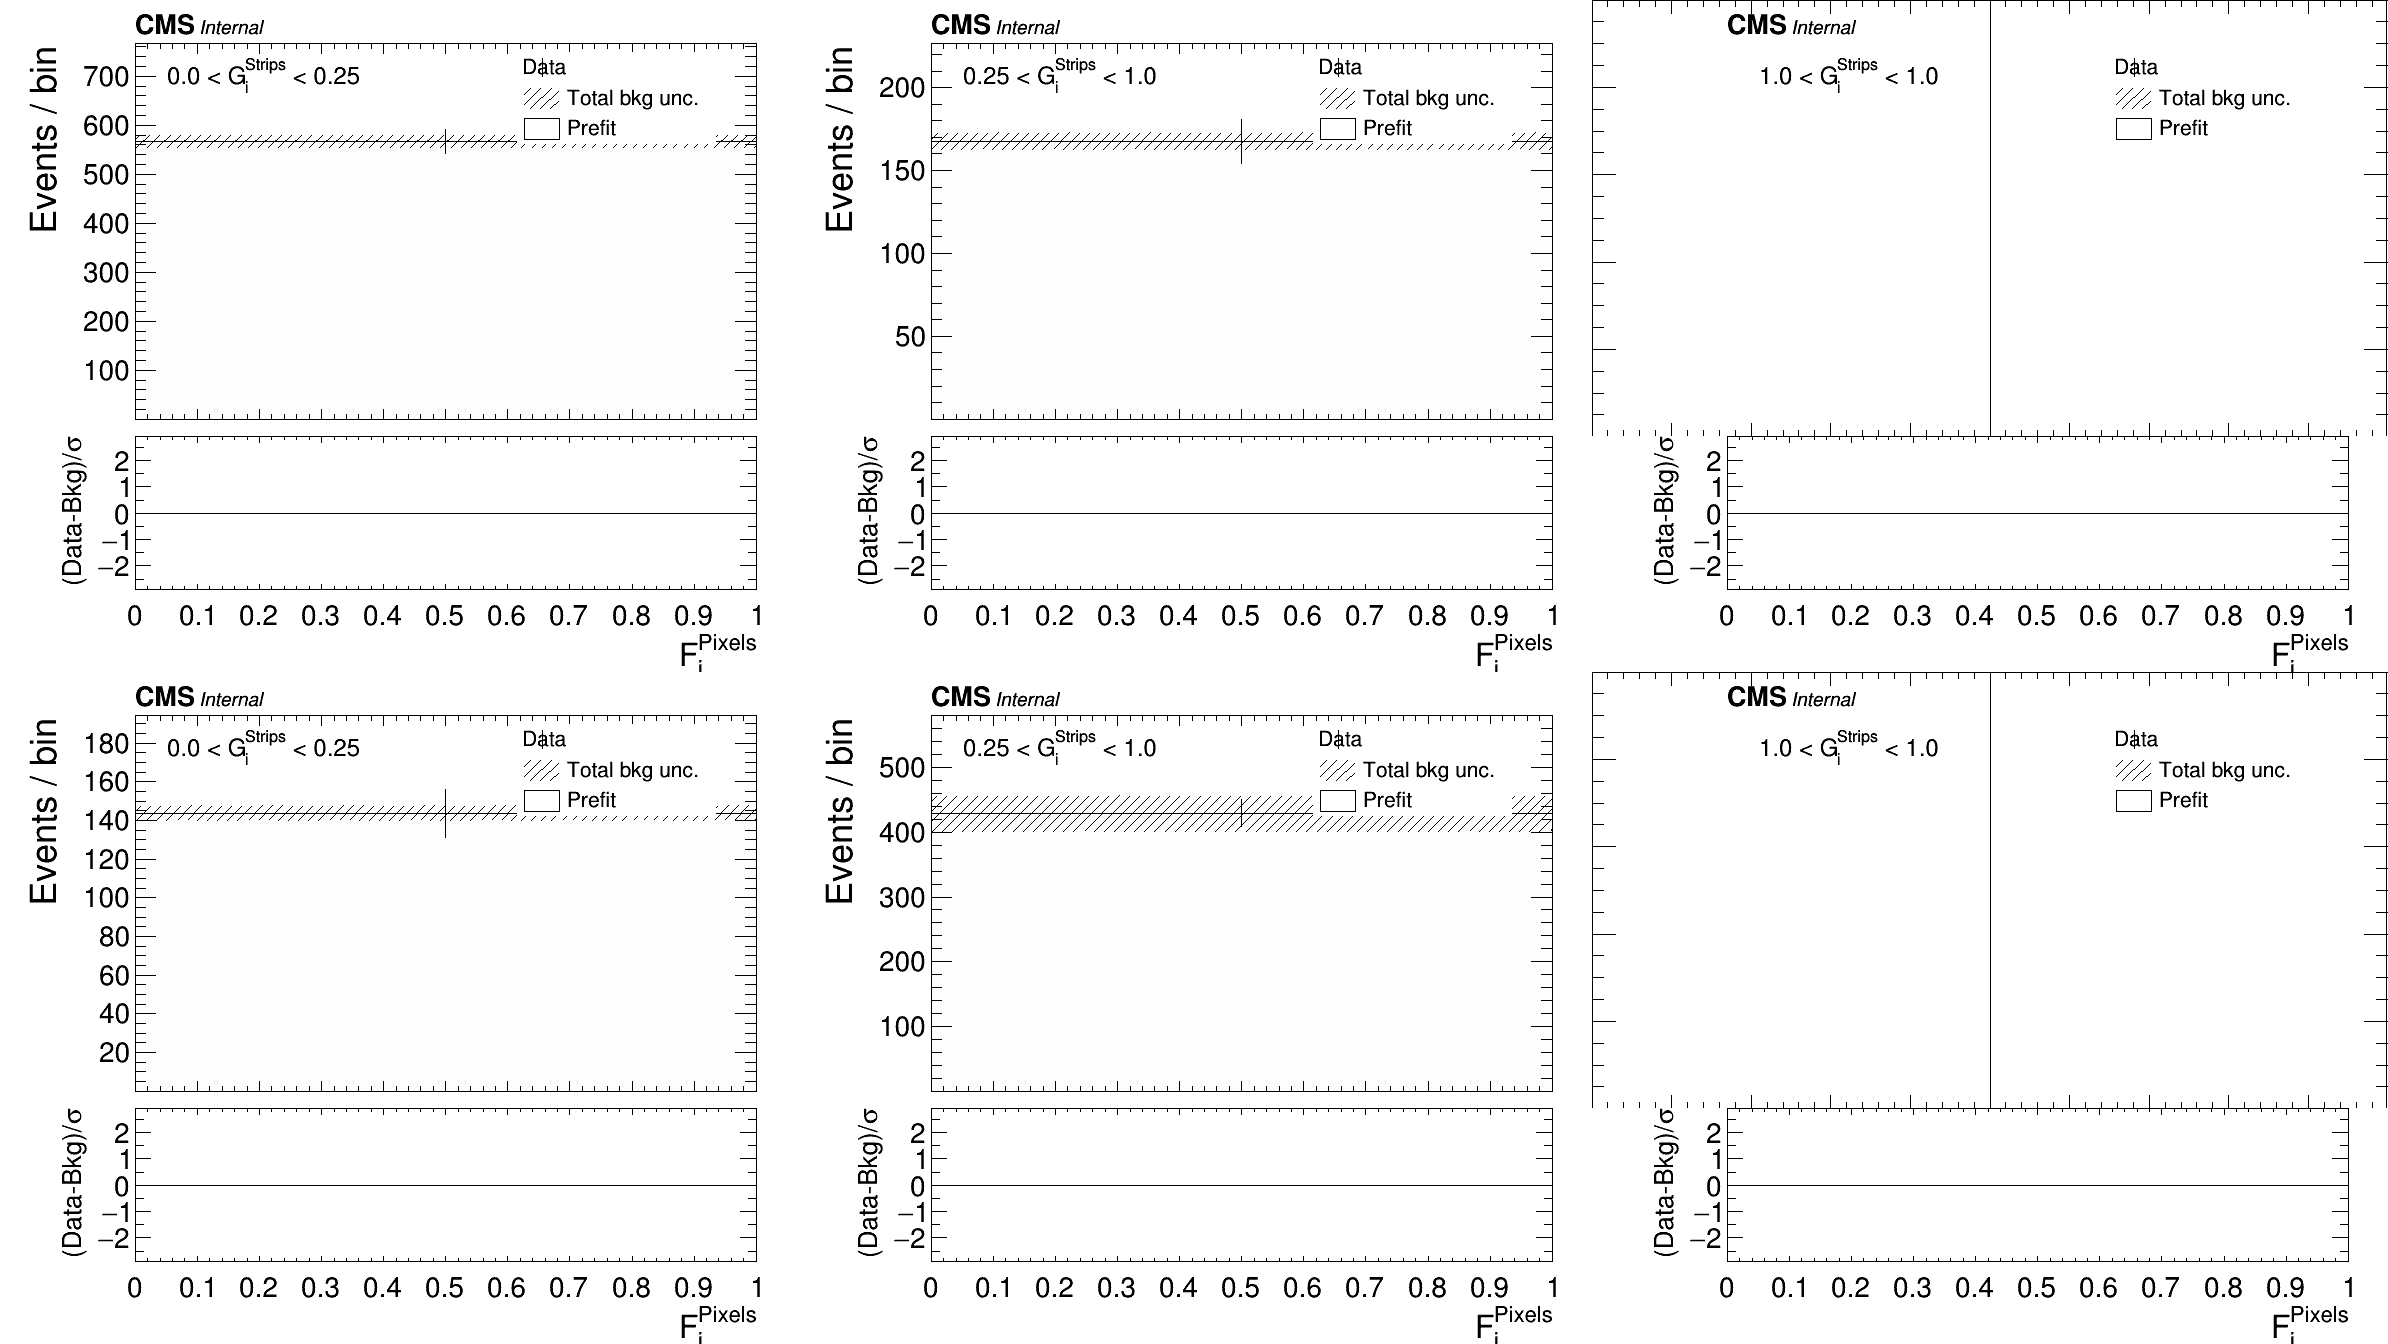 CMS Internal
Events / bin
0.0 < G_i^Strips < 0.25
Data
Total bkg unc.
Prefit
700
600
500
400
300
200
100
(Data-Bkg)/σ
2
1
0
−1
−2
0 0.1 0.2 0.3 0.4 0.5 0.6 0.7 0.8 0.9 1
F_i^Pixels
CMS Internal
Events / bin
0.25 < G_i^Strips < 1.0
Data
Total bkg unc.
Prefit
200
150
100
50
(Data-Bkg)/σ
2
1
0
−1
−2
0 0.1 0.2 0.3 0.4 0.5 0.6 0.7 0.8 0.9 1
F_i^Pixels
CMS Internal
1.0 < G_i^Strips < 1.0
Data
Total bkg unc.
Prefit
(Data-Bkg)/σ
2
1
0
−1
−2
0 0.1 0.2 0.3 0.4 0.5 0.6 0.7 0.8 0.9 1
F_i^Pixels
CMS Internal
Events / bin
0.0 < G_i^Strips < 0.25
Data
Total bkg unc.
Prefit
180
160
140
120
100
80
60
40
20
(Data-Bkg)/σ
2
1
0
−1
−2
0 0.1 0.2 0.3 0.4 0.5 0.6 0.7 0.8 0.9 1
F_i^Pixels
CMS Internal
Events / bin
0.25 < G_i^Strips < 1.0
Data
Total bkg unc.
Prefit
500
400
300
200
100
(Data-Bkg)/σ
2
1
0
−1
−2
0 0.1 0.2 0.3 0.4 0.5 0.6 0.7 0.8 0.9 1
F_i^Pixels
CMS Internal
1.0 < G_i^Strips < 1.0
Data
Total bkg unc.
Prefit
(Data-Bkg)/σ
2
1
0
−1
−2
0 0.1 0.2 0.3 0.4 0.5 0.6 0.7 0.8 0.9 1
F_i^Pixels